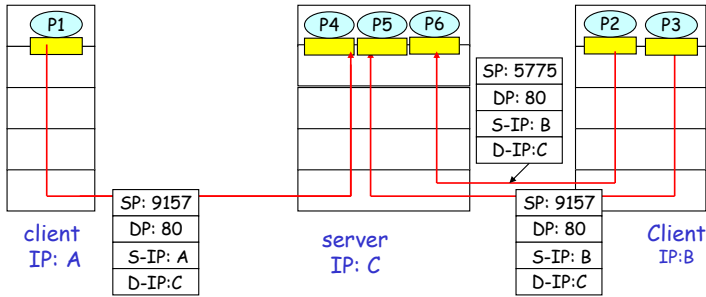 P1
P4
P5
P6
P2
P3
SP: 5775
DP: 80
S-IP: B
D-IP:C
SP: 9157
DP: 80
S-IP: A
D-IP:C
SP: 9157
DP: 80
S-IP: B
D-IP:C
client
IP: A
server
IP: C
Client
IP:B